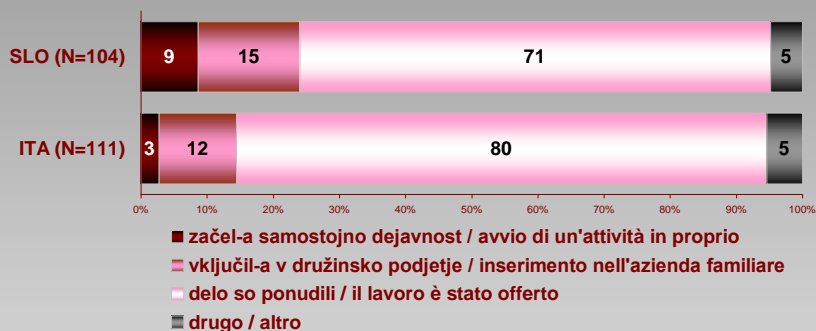 SLO (N=104)
9 15 71 5
ITA (N=111)
3 12 80 5
0% 10% 20% 30% 40% 50% 60% 70% 80% 90% 100%
začel-a samostojno dejavnost / avvio di un'attività in proprio
vključil-a v družinsko podjetje / inserimento nell'azienda familiare
delo so ponudili / il lavoro è stato offerto
drugo / altro